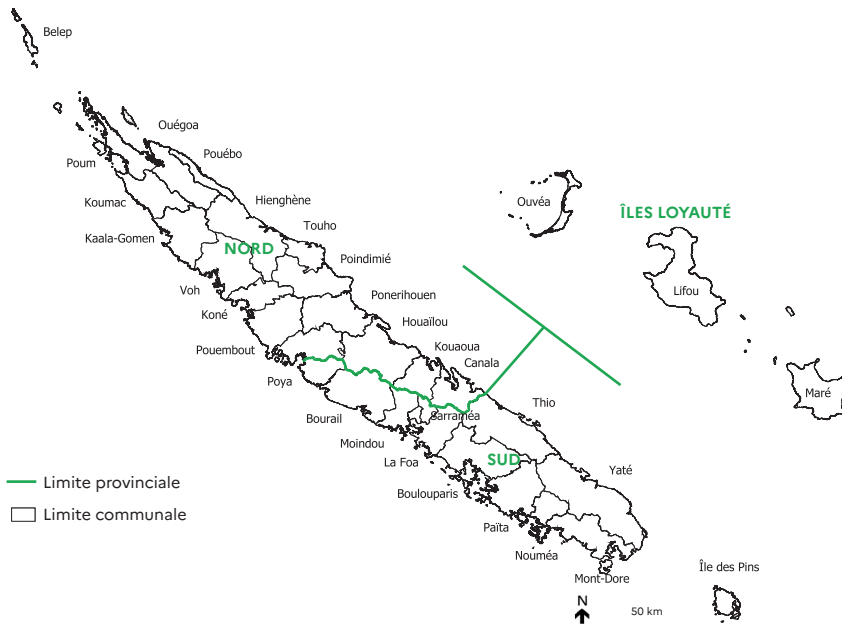 Belep
Ouégoa
Pouébo
Poum
Hienghène
Koumac
Touho
Kaala-Gomen
NORD
Poindimié
Voh
Ponerihouen
Koné
Houaïlou
Pouembout
Kouaoua
Canala
Poya
Thio
Bourail
Sarraméa
Moindou
La Foa
SUD
Yaté
Boulouparis
Païta
Nouméa
Mont-Dore
Île des Pins
Ouvéa
ÎLES LOYAUTÉ
Lifou
Maré
Limite provinciale
Limite communale
N
50 km